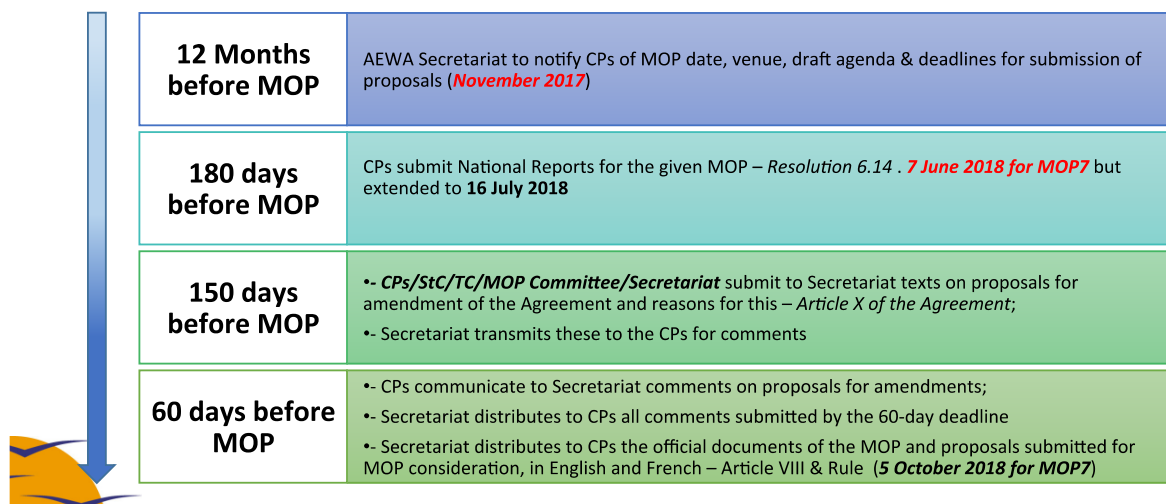 12 Months
before MOP
AEWA Secretariat to notify CPs of MOP date, venue, draft agenda & deadlines for submission of
proposals (November 2017)
180 days
before MOP
CPs submit National Reports for the given MOP – Resolution 6.14 . 7 June 2018 for MOP7 but
extended to 16 July 2018
150 days
before MOP
•- CPs/StC/TC/MOP Committee/Secretariat submit to Secretariat texts on proposals for
amendment of the Agreement and reasons for this – Article X of the Agreement;
•- Secretariat transmits these to the CPs for comments
60 days before
MOP
•- CPs communicate to Secretariat comments on proposals for amendments;
•- Secretariat distributes to CPs all comments submitted by the 60-day deadline
•- Secretariat distributes to CPs the official documents of the MOP and proposals submitted for
MOP consideration, in English and French – Article VIII & Rule (5 October 2018 for MOP7)